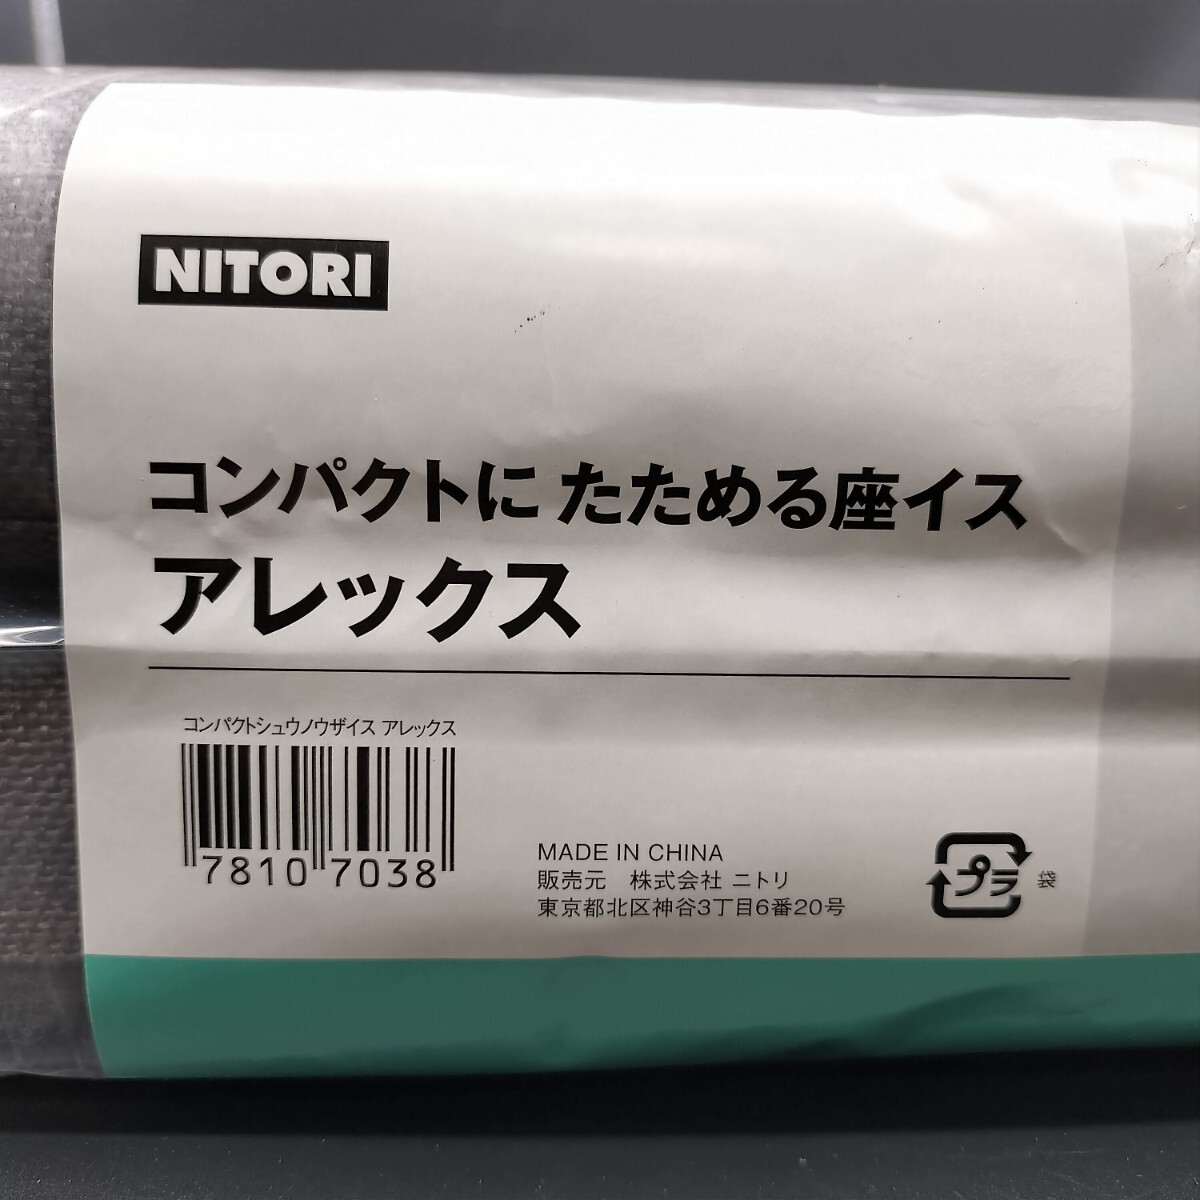 NITORI
コンパクトに たためる座イス
アレックス
コンパクトシュウノウザイス アレックス
7810 7038
MADE IN CHINA
販売元　株式会社 ニトリ
東京都北区神谷3丁目6番20号
プラ 袋